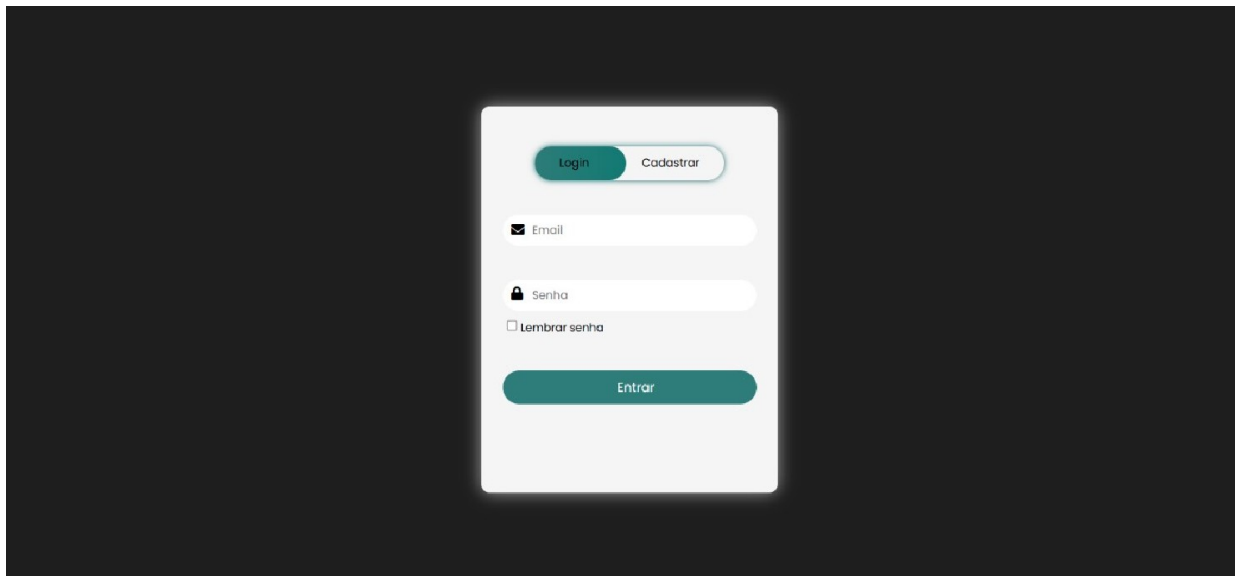 Login Cadastrar
Email
Senha
Lembrar senha
Entrar